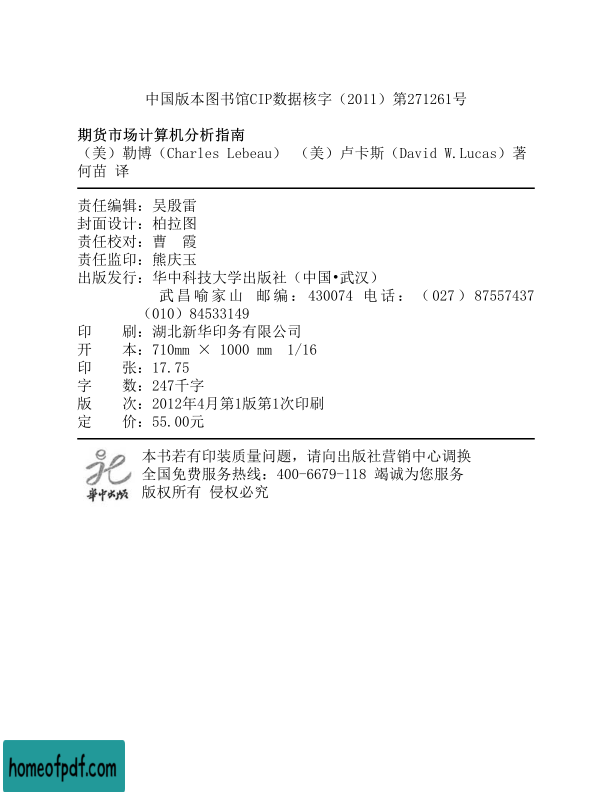 中国版本图书馆CIP数据核字（2011）第271261号
期货市场计算机分析指南
（美）勒博（Charles Lebeau） （美）卢卡斯（David W.Lucas）著
何苗 译
责任编辑：吴殷雷
封面设计：柏拉图
责任校对：曹　霞
责任监印：熊庆玉
出版发行：华中科技大学出版社（中国•武汉）
武昌喻家山 邮编：430074 电话：（027）87557437
（010）84533149
印　　刷：湖北新华印务有限公司
开　　本：710mm × 1000 mm 1/16
印　　张：17.75
字　　数：247千字
版　　次：2012年4月第1版第1次印刷
定　　价：55.00元
华中出版
本书若有印装质量问题，请向出版社营销中心调换
全国免费服务热线：400-6679-118 竭诚为您服务
版权所有 侵权必究
homeofpdf.com